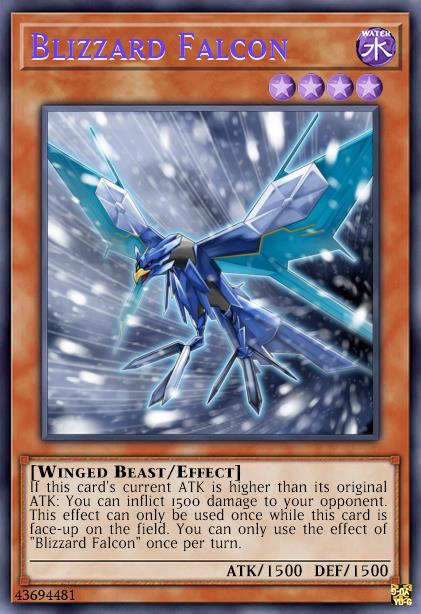 BLIZZARD FALCON
WATER
水
[WINGED BEAST/EFFECT]
If this card's current ATK is higher than its original
ATK: You can inflict 1500 damage to your opponent.
This effect can only be used once while this card is
face-up on the field. You can only use the effect of
"Blizzard Falcon" once per turn.
ATK/1500 DEF/1500
43694481